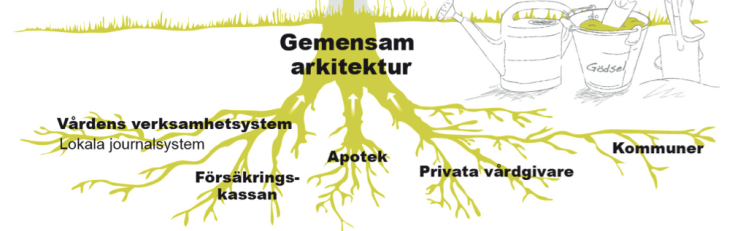 Gemensam
arkitektur
Gödsel
Vårdens verksamhetsystem
Lokala journalsystem
Försäkrings-
kassan
Apotek
Privata vårdgivare
Kommuner